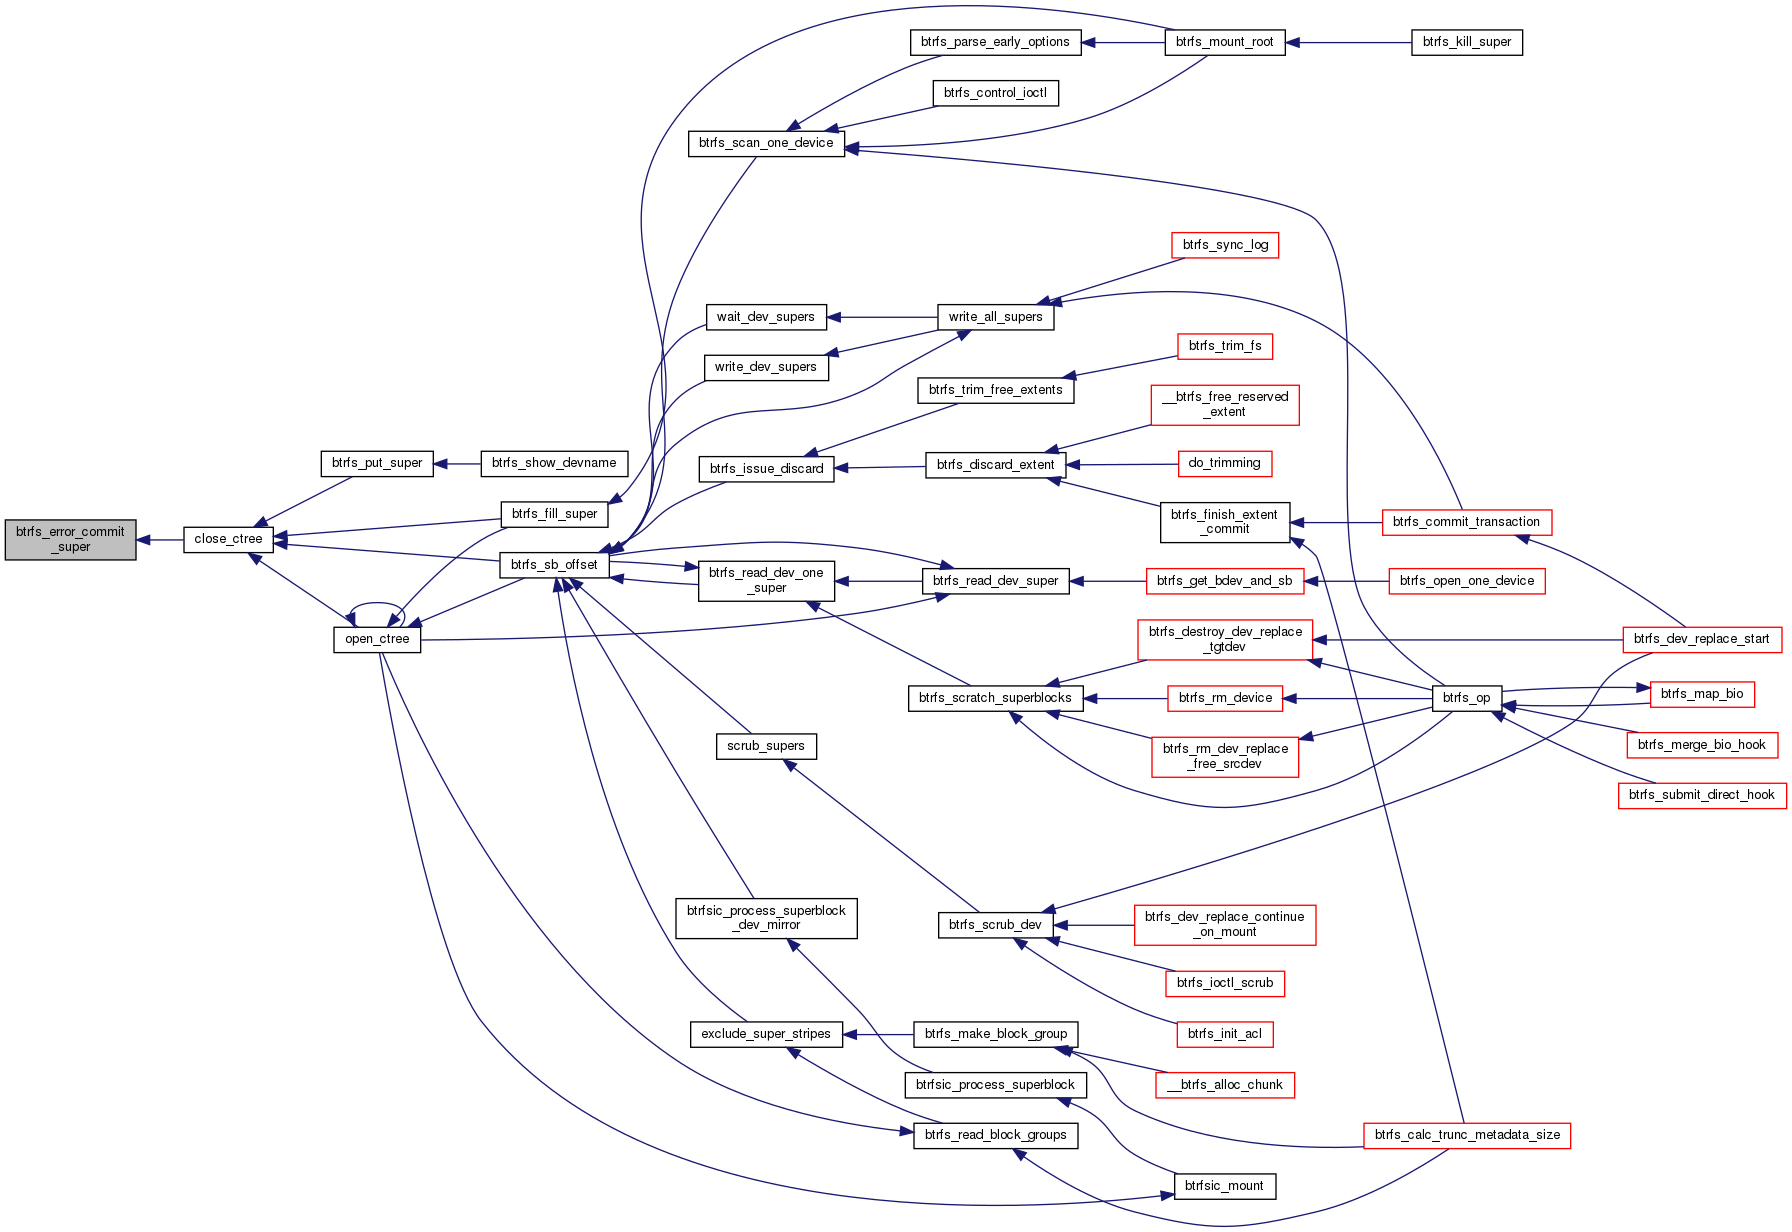 btrfs_parse_early_options
btrfs_mount_root
btrfs_kill_super
btrfs_control_ioctl
btrfs_scan_one_device
btrfs_sync_log
wait_dev_supers
write_all_supers
btrfs_trim_fs
write_dev_supers
btrfs_trim_free_extents
__btrfs_free_reserved
_extent
btrfs_put_super
btrfs_show_devname
btrfs_issue_discard
btrfs_discard_extent
do_trimming
btrfs_fill_super
btrfs_finish_extent
_commit
btrfs_commit_transaction
btrfs_error_commit
_super
close_ctree
btrfs_sb_offset
btrfs_read_dev_one
_super
btrfs_read_dev_super
btrfs_get_bdev_and_sb
btrfs_open_one_device
open_ctree
btrfs_destroy_dev_replace
_tgtdev
btrfs_dev_replace_start
btrfs_scratch_superblocks
btrfs_rm_device
btrfs_op
btrfs_map_bio
scrub_supers
btrfs_rm_dev_replace
_free_srcdev
btrfs_merge_bio_hook
btrfs_submit_direct_hook
btrfsic_process_superblock
_dev_mirror
btrfs_scrub_dev
btrfs_dev_replace_continue
_on_mount
btrfs_ioctl_scrub
exclude_super_stripes
btrfs_make_block_group
btrfs_init_acl
btrfsic_process_superblock
__btrfs_alloc_chunk
btrfs_read_block_groups
btrfs_calc_trunc_metadata_size
btrfsic_mount